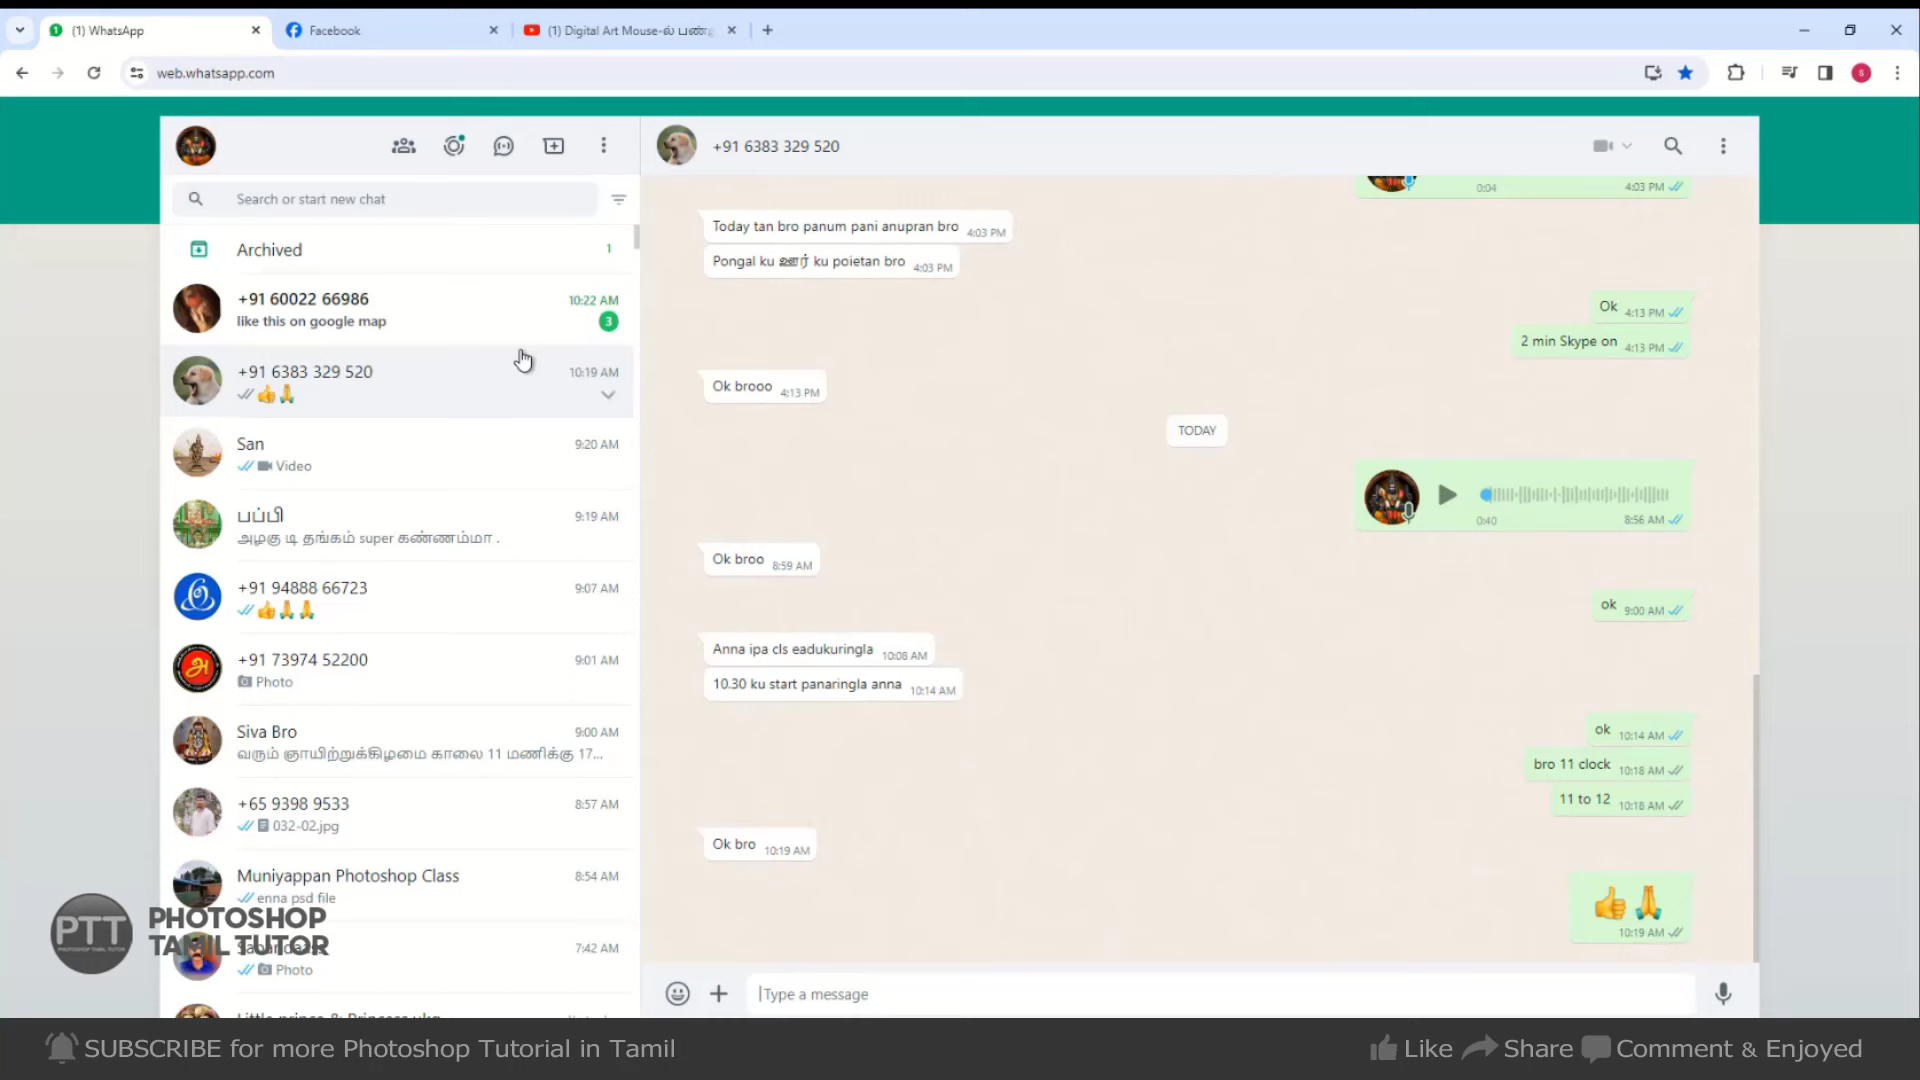 (1) WhatsApp
Facebook
(1) Digital Art Mouse-ல்
web.whatsapp.com
Search or start new chat
Archived 1
+91 60022 66986 10:22 AM
like this on google map 3
+91 6383 329 520 10:19 AM
👍🙏
San 9:20 AM
Video
பப்பி 9:19 AM
அழகு டி தங்கம் super கண்ணம்மா .
+91 94888 66723 9:07 AM
👍🙏🙏
அ
+91 73974 52200 9:01 AM
Photo
Siva Bro 9:00 AM
வரும் ஞாயிற்றுக்கிழமை காலை 11 மணிக்கு 17...
+65 9398 9533 8:57 AM
032-02.jpg
Muniyappan Photoshop Class 8:54 AM
enna psd file
7:42 AM
Photo
+91 6383 329 520
0:04 4:03 PM
Today tan bro panum pani anupran bro 4:03 PM
Pongal ku ஊர் ku poietan bro 4:03 PM
Ok 4:13 PM
2 min Skype on 4:13 PM
Ok brooo 4:13 PM
TODAY
0:40 8:56 AM
Ok broo 8:59 AM
ok 9:00 AM
Anna ipa cls eadukuringla 10:08 AM
10.30 ku start panaringla anna 10:14 AM
ok 10:14 AM
bro 11 clock 10:18 AM
11 to 12 10:18 AM
Ok bro 10:19 AM
👍🙏
10:19 AM
Type a message
PTT
PHOTOSHOP TAMIL TUTOR
PHOTOSHOP
TAMIL TUTOR
SUBSCRIBE for more Photoshop Tutorial in Tamil
Like Share Comment & Enjoyed